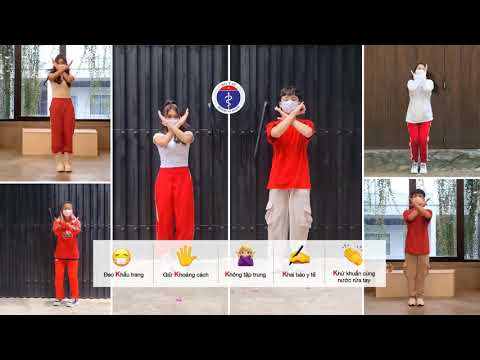 Đeo Khẩu trang
Giữ Khoảng cách
Không tập trung
Khai báo y tế
Khử khuẩn cùng
nước rửa tay